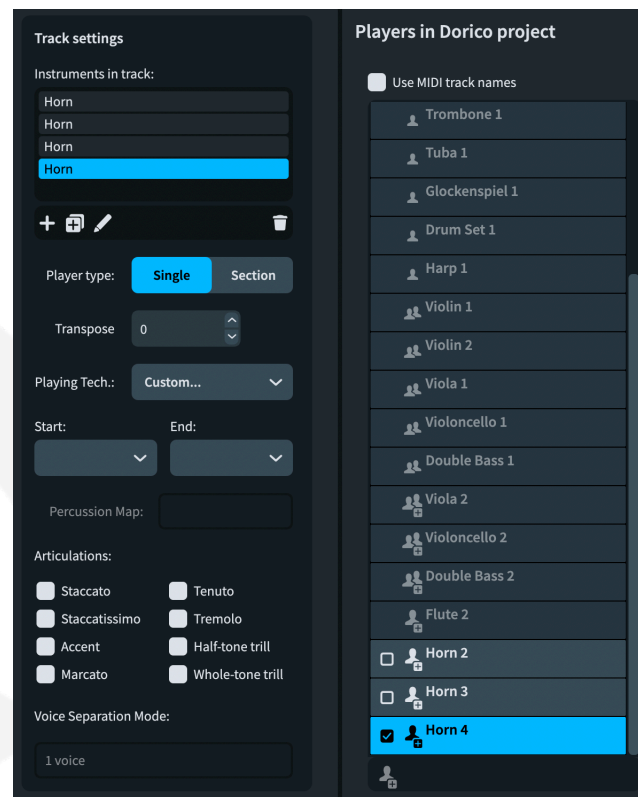 Track settings
Instruments in track:
Horn
Horn
Horn
Horn
Player type:
Single
Section
Transpose
0
Playing Tech.:
Custom...
Start:
End:
Percussion Map:
Articulations:
Staccato
Tenuto
Staccatissimo
Tremolo
Accent
Half-tone trill
Marcato
Whole-tone trill
Voice Separation Mode:
1 voice
Players in Dorico project
Use MIDI track names
Trombone 1
Tuba 1
Glockenspiel 1
Drum Set 1
Harp 1
Violin 1
Violin 2
Viola 1
Violoncello 1
Double Bass 1
Viola 2
Violoncello 2
Double Bass 2
Flute 2
Horn 2
Horn 3
Horn 4